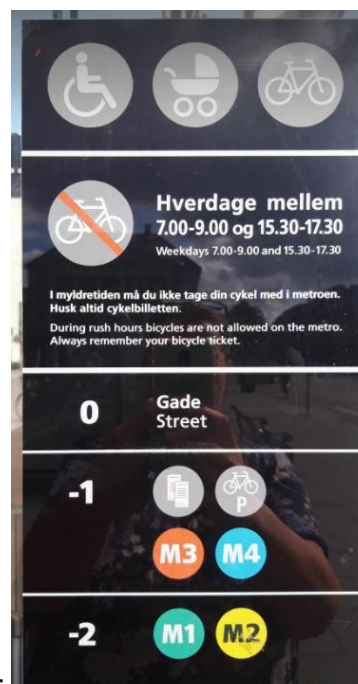 Hverdage mellem
7.00-9.00 og 15.30-17.30
Weekdays 7.00-9.00 and 15.30-17.30
I myldretiden må du ikke tage din cykel med i metroen.
Husk altid cykelbilletten.
During rush hours bicycles are not allowed on the metro.
Always remember your bicycle ticket.
0 Gade
Street
-1 P
M3 M4
-2 M1 M2